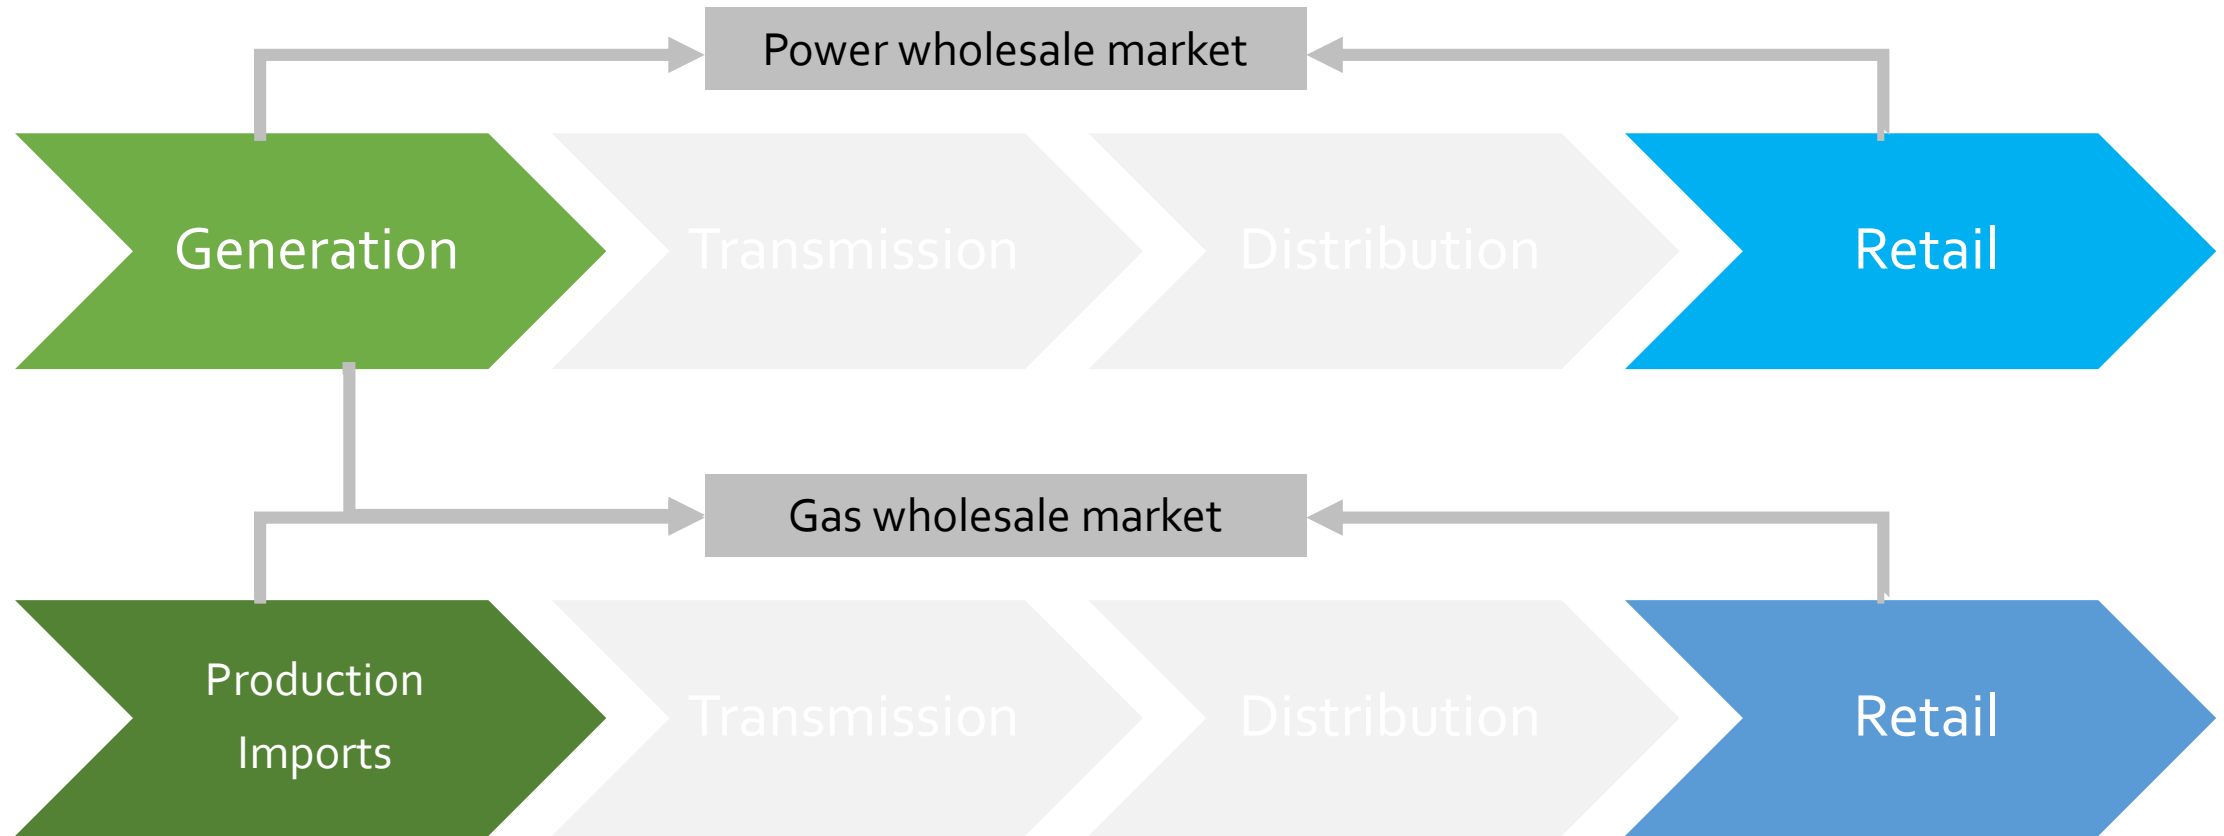 Power wholesale market
Generation
Transmission
Distribution
Retail
Gas wholesale market
Production
Imports
Transmission
Distribution
Retail